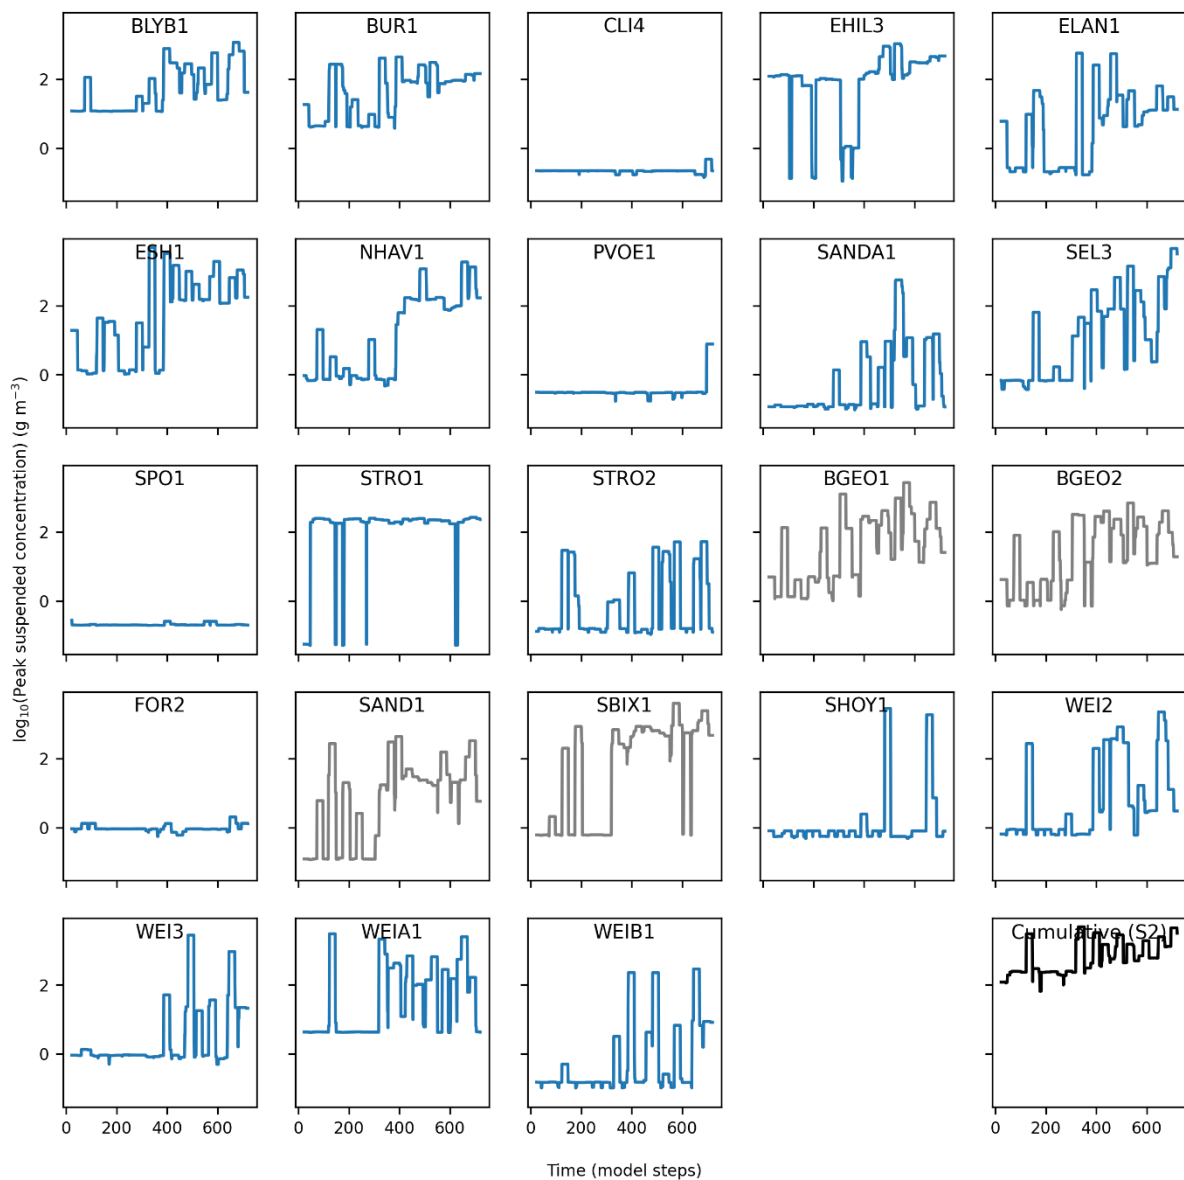 BLYB1 BUR1 CLI4 EHIL3 ELAN1
2
0
ESH1 NHAV1 PVOE1 SANDA1 SEL3
2
0
SPO1 STRO1 STRO2 BGEO1 BGEO2
2
0
FOR2 SAND1 SBIX1 SHOY1 WEI2
2
0
WEI3 WEIA1 WEIB1 Cumulative (S2)
2
0
0 200 400 600 0 200 400 600 0 200 400 600 0 200 400 600
log₁₀(Peak suspended concentration) (g m⁻³)
Time (model steps)